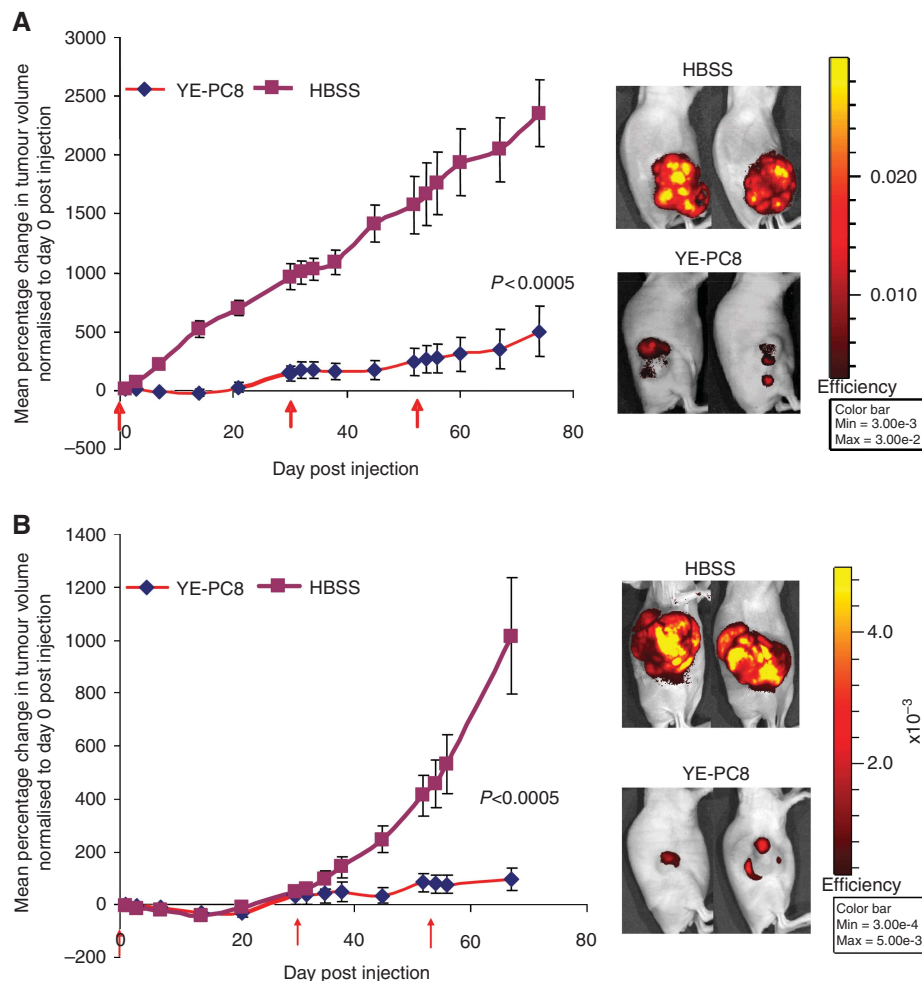 A
Mean percentage change in tumour volume
normalised to day 0 post injection
3000
2500
2000
1500
1000
500
0
–500
YE-PC8 HBSS
P<0.0005
0 20 40 60 80
Day post injection
HBSS
YE-PC8
0.020
0.010
Efficiency
Color bar
Min = 3.00e-3
Max = 3.00e-2
B
Mean percentage change in tumour volume
normalised to day 0 post injection
1400
1200
1000
800
600
400
200
0
–200
YE-PC8 HBSS
P<0.0005
0 20 40 60 80
Day post injection
HBSS
YE-PC8
4.0
2.0
x10⁻³
Efficiency
Color bar
Min = 3.00e-4
Max = 5.00e-3